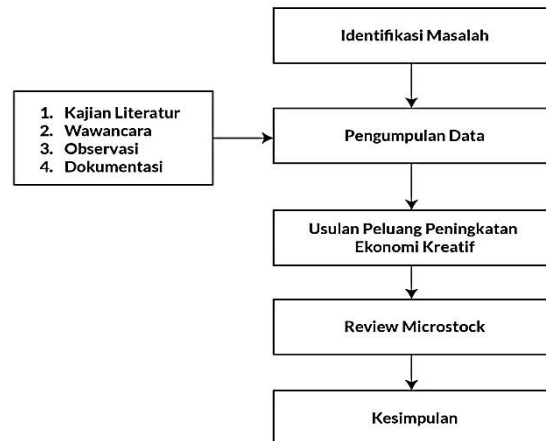 Identifikasi Masalah
1. Kajian Literatur
2. Wawancara
3. Observasi
4. Dokumentasi
Pengumpulan Data
Usulan Peluang Peningkatan
Ekonomi Kreatif
Review Microstock
Kesimpulan